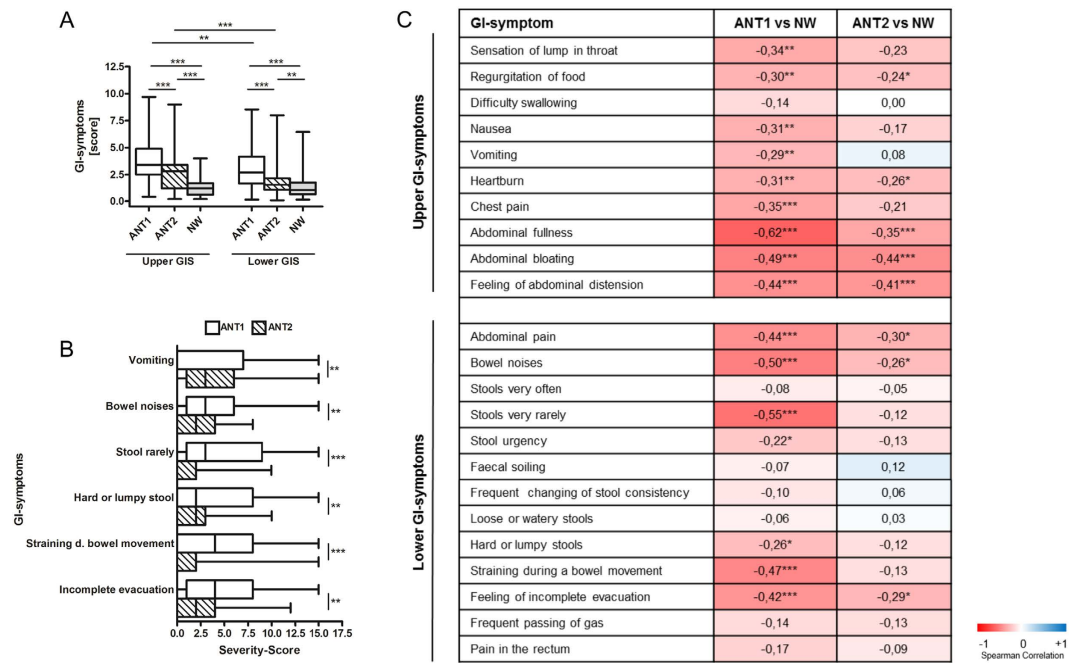 A
***
**
***
***
***
***
***
**
12.5
10.0
7.5
5.0
2.5
0.0
GI-symptoms
[score]
ANT1
ANT2
NW
ANT1
ANT2
NW
Upper GIS
Lower GIS
B
ANT1
ANT2
GI-symptoms
Vomiting
**
Bowel noises
**
Stool rarely
***
Hard or lumpy stool
**
Straining d. bowel movement
***
Incomplete evacuation
**
0.0 2.5 5.0 7.5 10.0 12.5 15.0 17.5
Severity-Score
C
GI-symptom ANT1 vs NW ANT2 vs NW
Upper GI-symptoms
Sensation of lump in throat -0,34** -0,23
Regurgitation of food -0,30** -0,24*
Difficulty swallowing -0,14 0,00
Nausea -0,31** -0,17
Vomiting -0,29** 0,08
Heartburn -0,31** -0,26*
Chest pain -0,35*** -0,21
Abdominal fullness -0,62*** -0,35***
Abdominal bloating -0,49*** -0,44***
Feeling of abdominal distension -0,44*** -0,41***
Lower GI-symptoms
Abdominal pain -0,44*** -0,30*
Bowel noises -0,50*** -0,26*
Stools very often -0,08 -0,05
Stools very rarely -0,55*** -0,12
Stool urgency -0,22* -0,13
Faecal soiling -0,07 0,12
Frequent changing of stool consistency -0,10 0,06
Loose or watery stools -0,06 0,03
Hard or lumpy stools -0,26* -0,12
Straining during a bowel movement -0,47*** -0,13
Feeling of incomplete evacuation -0,42*** -0,29*
Frequent passing of gas -0,14 -0,13
Pain in the rectum -0,17 -0,09
-1 0 +1
Spearman Correlation